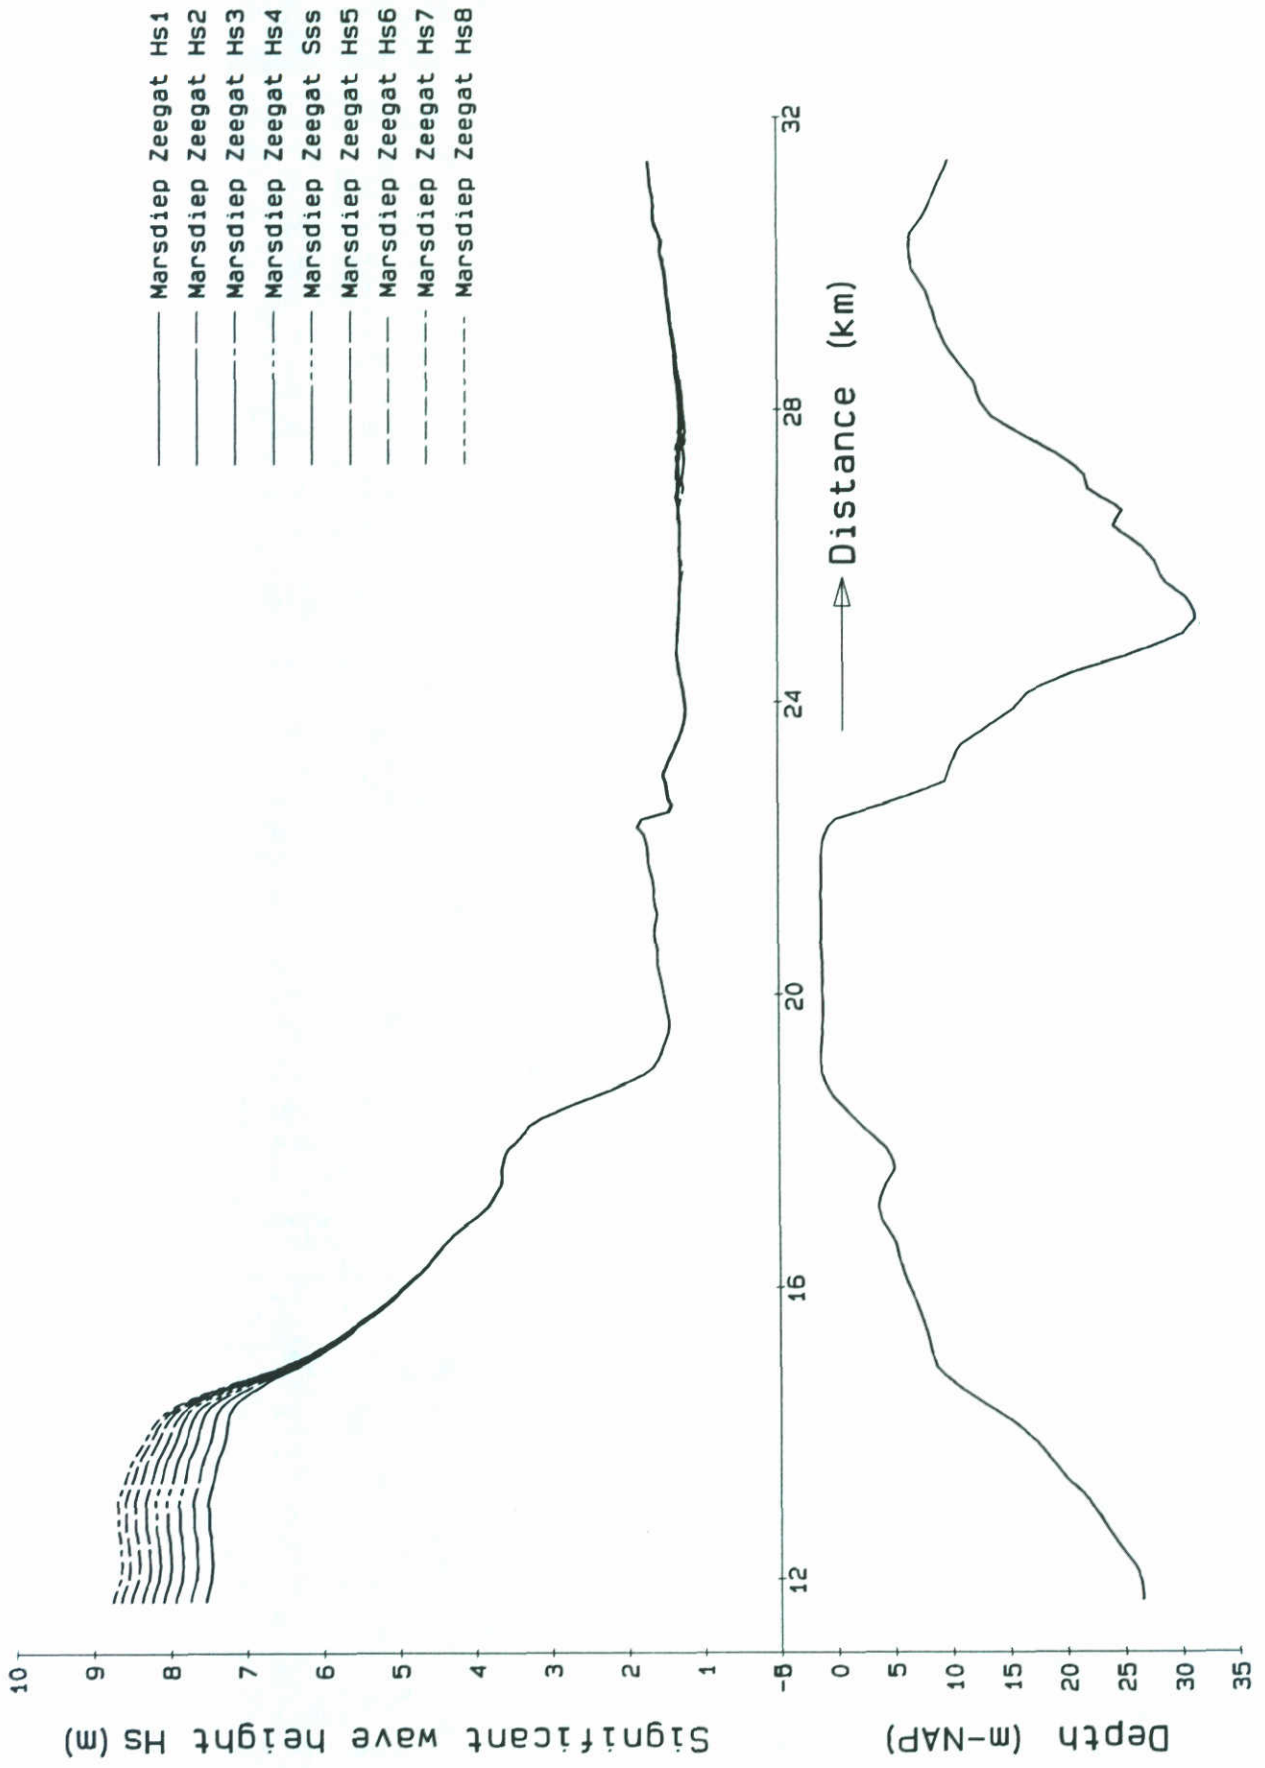 Marsdiep Zeegat Hs1
Marsdiep Zeegat Hs2
Marsdiep Zeegat Hs3
Marsdiep Zeegat Hs4
Marsdiep Zeegat Sss
Marsdiep Zeegat Hs5
Marsdiep Zeegat Hs6
Marsdiep Zeegat Hs7
Marsdiep Zeegat Hs8
Significant wave height Hs (m)
10
9
8
7
6
5
4
3
2
1
12
16
20
24
28
32
Distance (km)
Depth (m-NAP)
-5
0
5
10
15
20
25
30
35